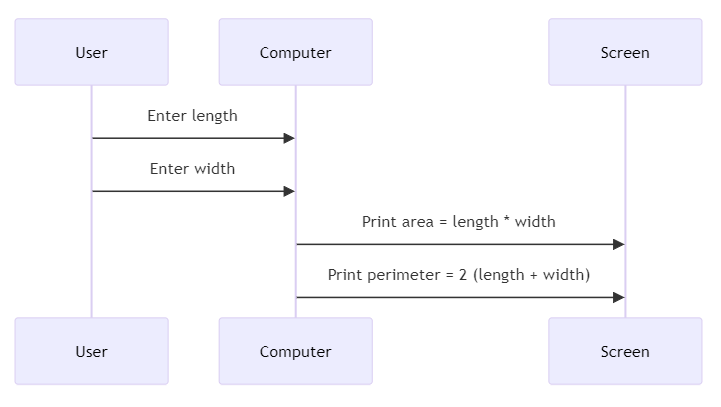 User
Computer
Screen
Enter length
Enter width
Print area = length * width
Print perimeter = 2 (length + width)
User
Computer
Screen